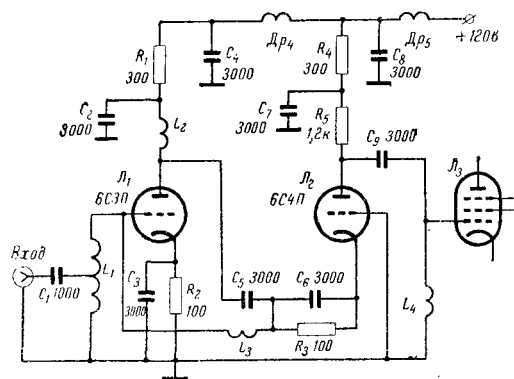 Др4
Др5
+120в
R1
300
C4
3000
R4
300
C8
3000
C2
3000
C7
3000
R5
1,2к
L2
C9 3000
Л1
6С3П
Л2
6С4П
Л3
Вход
C1 1000
L1
C3
3000
R2
100
C5 3000
C6 3000
L3
R3 100
L4